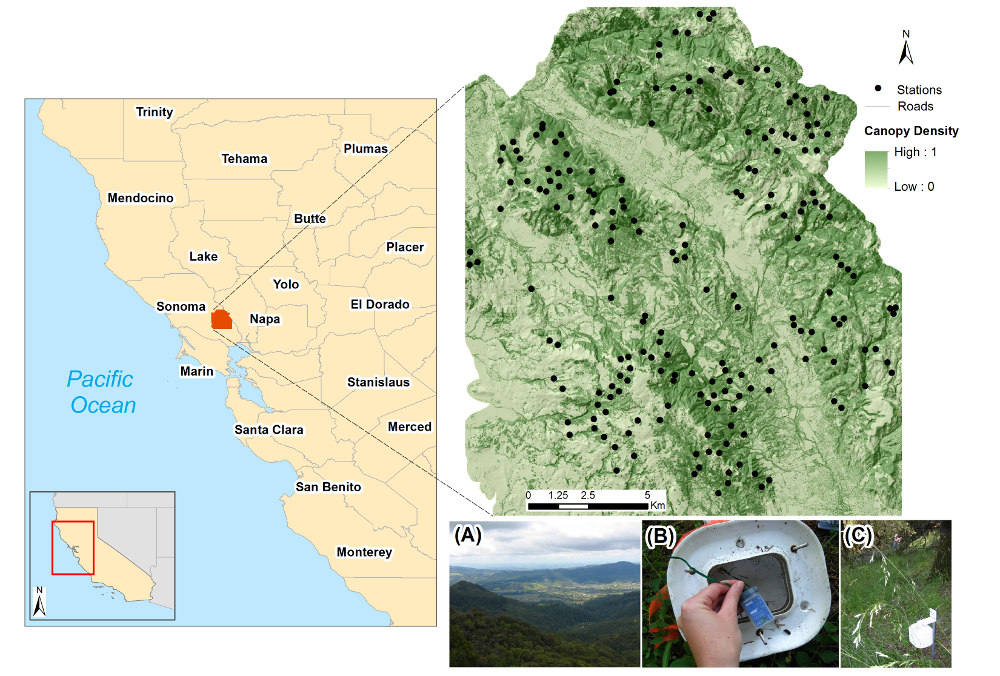 Trinity
Tehama
Plumas
Mendocino
Butte
Placer
Lake
Yolo
El Dorado
Sonoma
Napa
Marin
Stanislaus
Pacific
Ocean
Merced
Santa Clara
San Benito
Monterey
N
N
Stations
Roads
Canopy Density
High : 1
Low : 0
0 1.25 2.5 5
Km
(A)
(B)
(C)